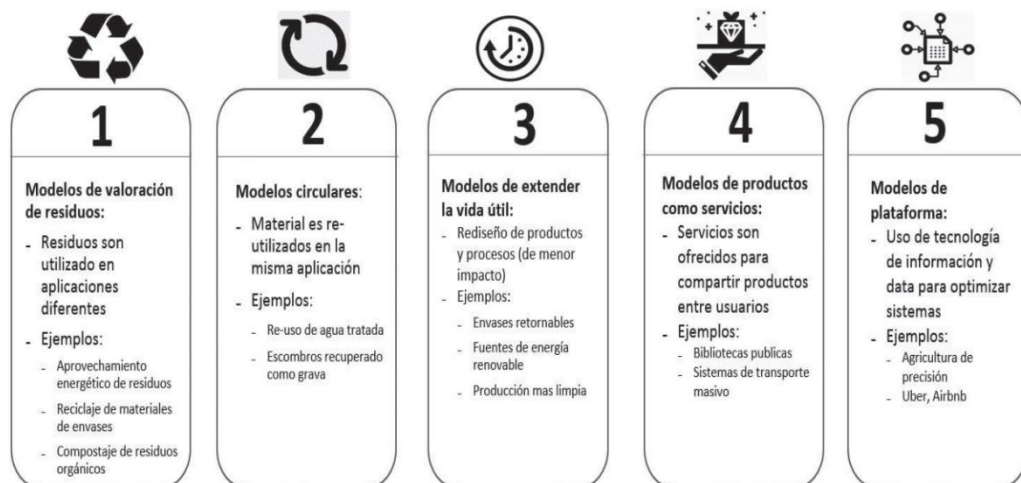 1
Modelos de valoración
de residuos:
- Residuos son
utilizado en
aplicaciones
diferentes
- Ejemplos:
- Aprovechamiento
energético de residuos
- Reciclaje de materiales
de envases
- Compostaje de residuos
orgánicos
2
Modelos circulares:
- Material es re-
utilizados en la
misma aplicación
- Ejemplos:
- Re-uso de agua tratada
- Escombros recuperado
como grava
3
Modelos de extender
la vida útil:
- Rediseño de productos
y procesos (de menor
impacto)
- Ejemplos:
- Envases retornables
- Fuentes de energía
renovable
- Producción mas limpia
4
Modelos de productos
como servicios:
- Servicios son
ofrecidos para
compartir productos
entre usuarios
- Ejemplos:
- Bibliotecas publicas
- Sistemas de transporte
masivo
5
Modelos de
plataforma:
- Uso de tecnología
de información y
data para optimizar
sistemas
- Ejemplos:
- Agricultura de
precisión
- Uber, Airbnb